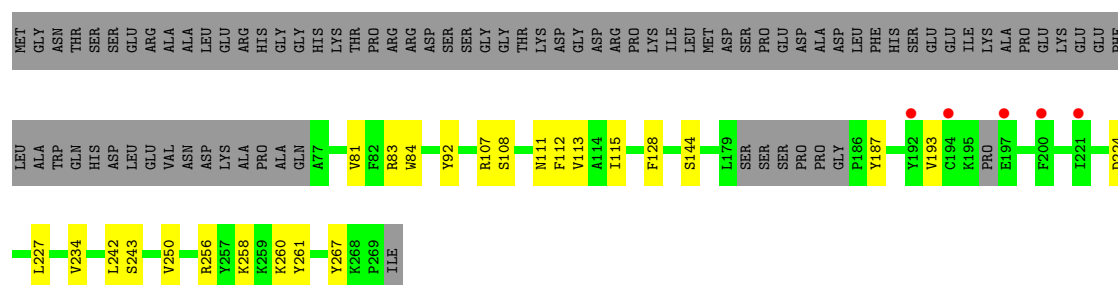 MET GLY ASN THR SER SER GLU ARG ALA ALA LEU GLU ARG HIS GLY GLY HIS LYS THR PRO ARG ARG ASP SER SER GLY GLY THR LYS ASP GLY ASP ARG PRO LYS ILE LEU MET ASP SER PRO GLU ASP ALA ASP LEU PHE HIS SER GLU GLU ILE LYS ALA PRO GLU LYS GLU GLU PHE
LEU ALA TRP GLN HIS ASP LEU GLU VAL ASN ASP LYS ALA PRO ALA GLN A77 V81 F82 R83 W84 Y92 R107 S108 N111 F112 V113 A114 I115 F128 S144 L179 SER SER SER PRO PRO GLY P186 Y187 Y192 V193 C194 K195 PRO E197 F200 I221
L227 V234 L242 S243 V250 R256 Y257 K258 K259 K260 Y261 Y267 K268 P269 ILE